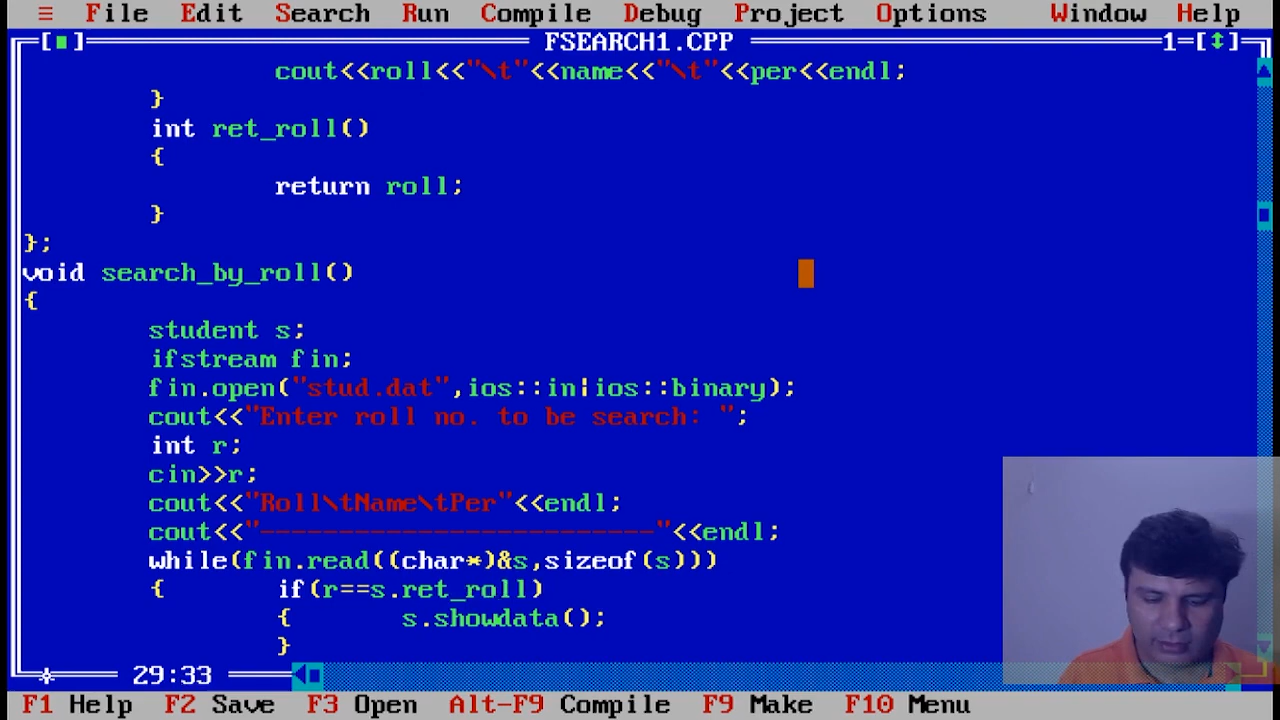 ≡ File Edit Search Run Compile Debug Project Options Window Help
[■] FSEARCH1.CPP 1=[↕]
cout<<roll<<"\t"<<name<<"\t"<<per<<endl;
}
int ret_roll()
{
return roll;
}
};
void search_by_roll()
{
student s;
ifstream fin;
fin.open("stud.dat",ios::in|ios::binary);
cout<<"Enter roll no. to be search: ";
int r;
cin>>r;
cout<<"Roll\tName\tPer"<<endl;
cout<<"-------------------------"<<endl;
while(fin.read((char*)&s,sizeof(s)))
{ if(r==s.ret_roll)
{ s.showdata();
}
29:33
F1 Help F2 Save F3 Open Alt-F9 Compile F9 Make F10 Menu